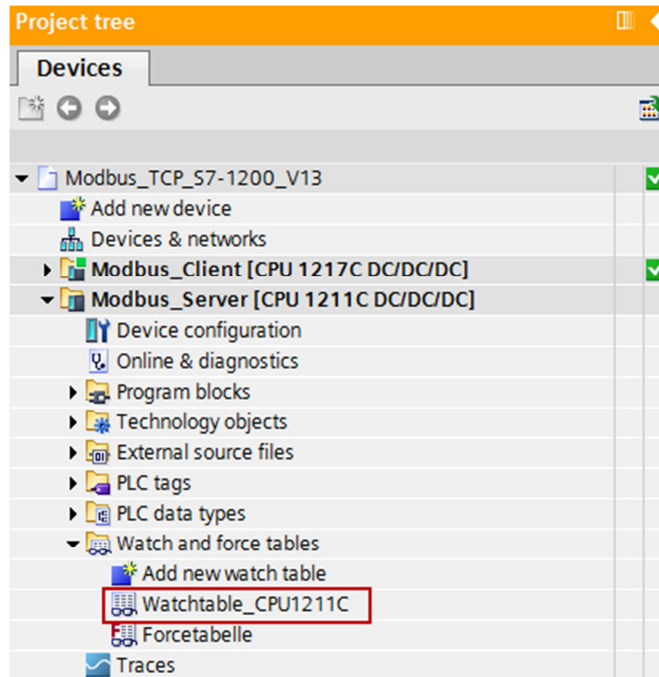 Project tree
Devices
Modbus_TCP_S7-1200_V13
Add new device
Devices & networks
Modbus_Client [CPU 1217C DC/DC/DC]
Modbus_Server [CPU 1211C DC/DC/DC]
Device configuration
Online & diagnostics
Program blocks
Technology objects
External source files
PLC tags
PLC data types
Watch and force tables
Add new watch table
Watchtable_CPU1211C
Forcetabelle
Traces